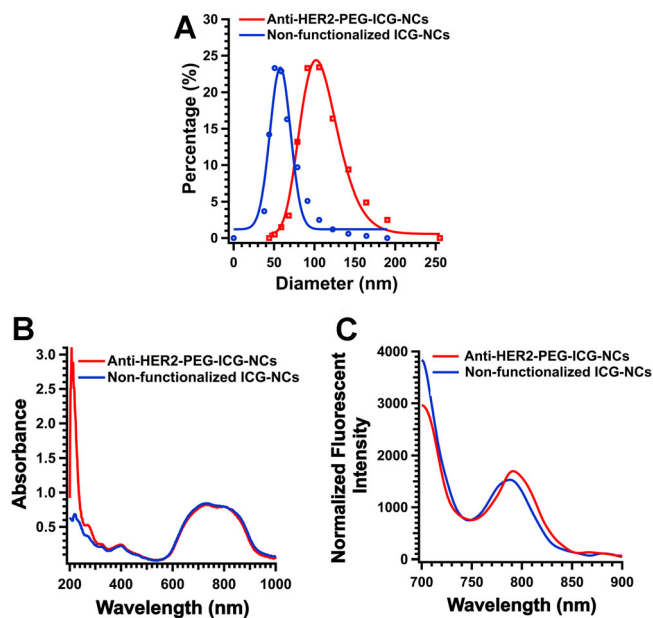 A
Anti-HER2-PEG-ICG-NCs
Non-functionalized ICG-NCs
Percentage (%)
30
25
20
15
10
5
0
0 50 100 150 200 250
Diameter (nm)
B
Anti-HER2-PEG-ICG-NCs
Non-functionalized ICG-NCs
Absorbance
3.0
2.5
2.0
1.5
1.0
0.5
200 400 600 800 1000
Wavelength (nm)
C
Anti-HER2-PEG-ICG-NCs
Non-functionalized ICG-NCs
Normalized Fluorescent
Intensity
4000
3000
2000
1000
0
700 750 800 850 900
Wavelength (nm)